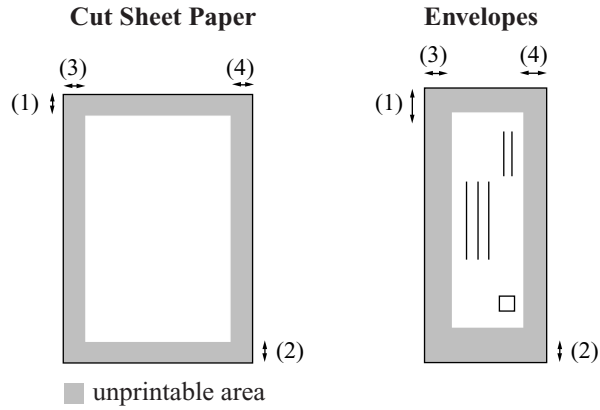 Cut Sheet Paper
Envelopes
(3)
(4)
(1)
(2)
(3)
(4)
(1)
(2)
unprintable area